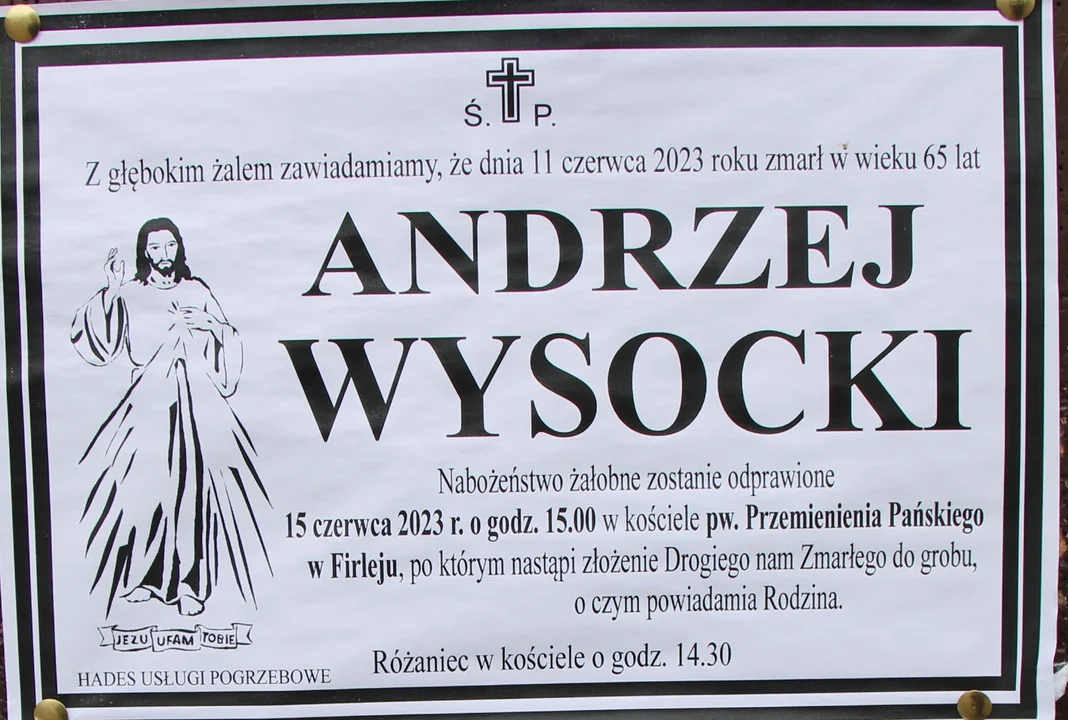 Ś. P.
Z głębokim żalem zawiadamiamy, że dnia 11 czerwca 2023 roku zmarł w wieku 65 lat
ANDRZEJ
WYSOCKI
Nabożeństwo żałobne zostanie odprawione
15 czerwca 2023 r. o godz. 15.00 w kościele pw. Przemienienia Pańskiego
w Firleju, po którym nastąpi złożenie Drogiego nam Zmarłego do grobu,
o czym powiadamia Rodzina.
JEZU UFAM TOBIE
Różaniec w kościele o godz. 14.30
HADES USŁUGI POGRZEBOWE